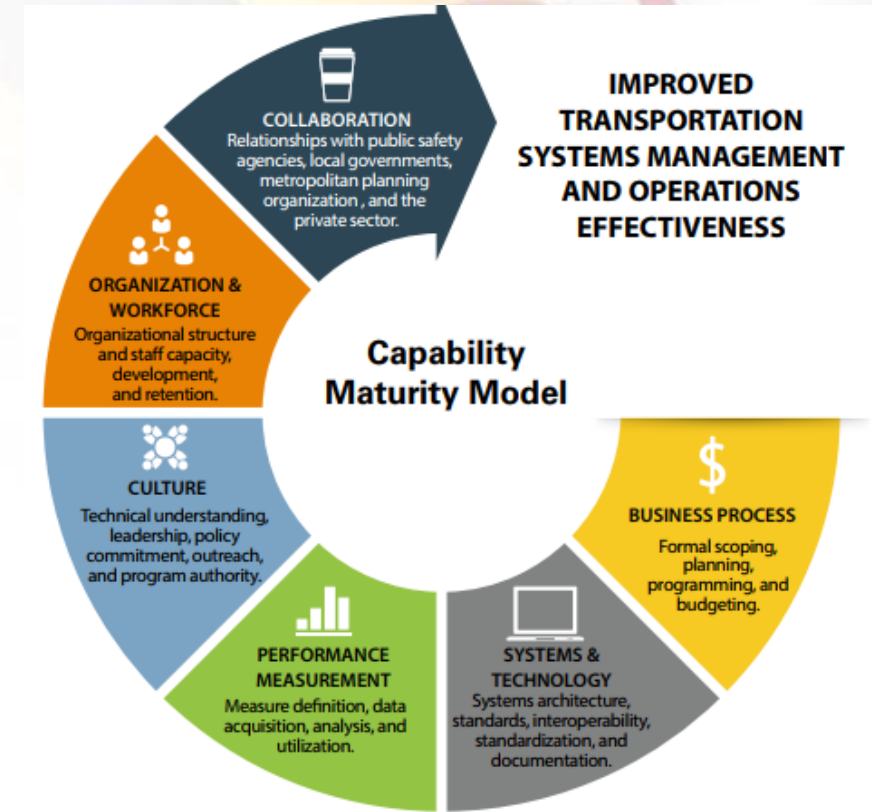 COLLABORATION
Relationships with public safety
agencies, local governments,
metropolitan planning
organization , and the
private sector.
IMPROVED
TRANSPORTATION
SYSTEMS MANAGEMENT
AND OPERATIONS
EFFECTIVENESS
ORGANIZATION &
WORKFORCE
Organizational structure
and staff capacity,
development,
and retention.
Capability
Maturity Model
CULTURE
Technical understanding,
leadership, policy
commitment, outreach,
and program authority.
$
BUSINESS PROCESS
Formal scoping,
planning,
programming, and
budgeting.
PERFORMANCE
MEASUREMENT
Measure definition, data
acquisition, analysis, and
utilization.
SYSTEMS &
TECHNOLOGY
Systems architecture,
standards, interoperability,
standardization, and
documentation.